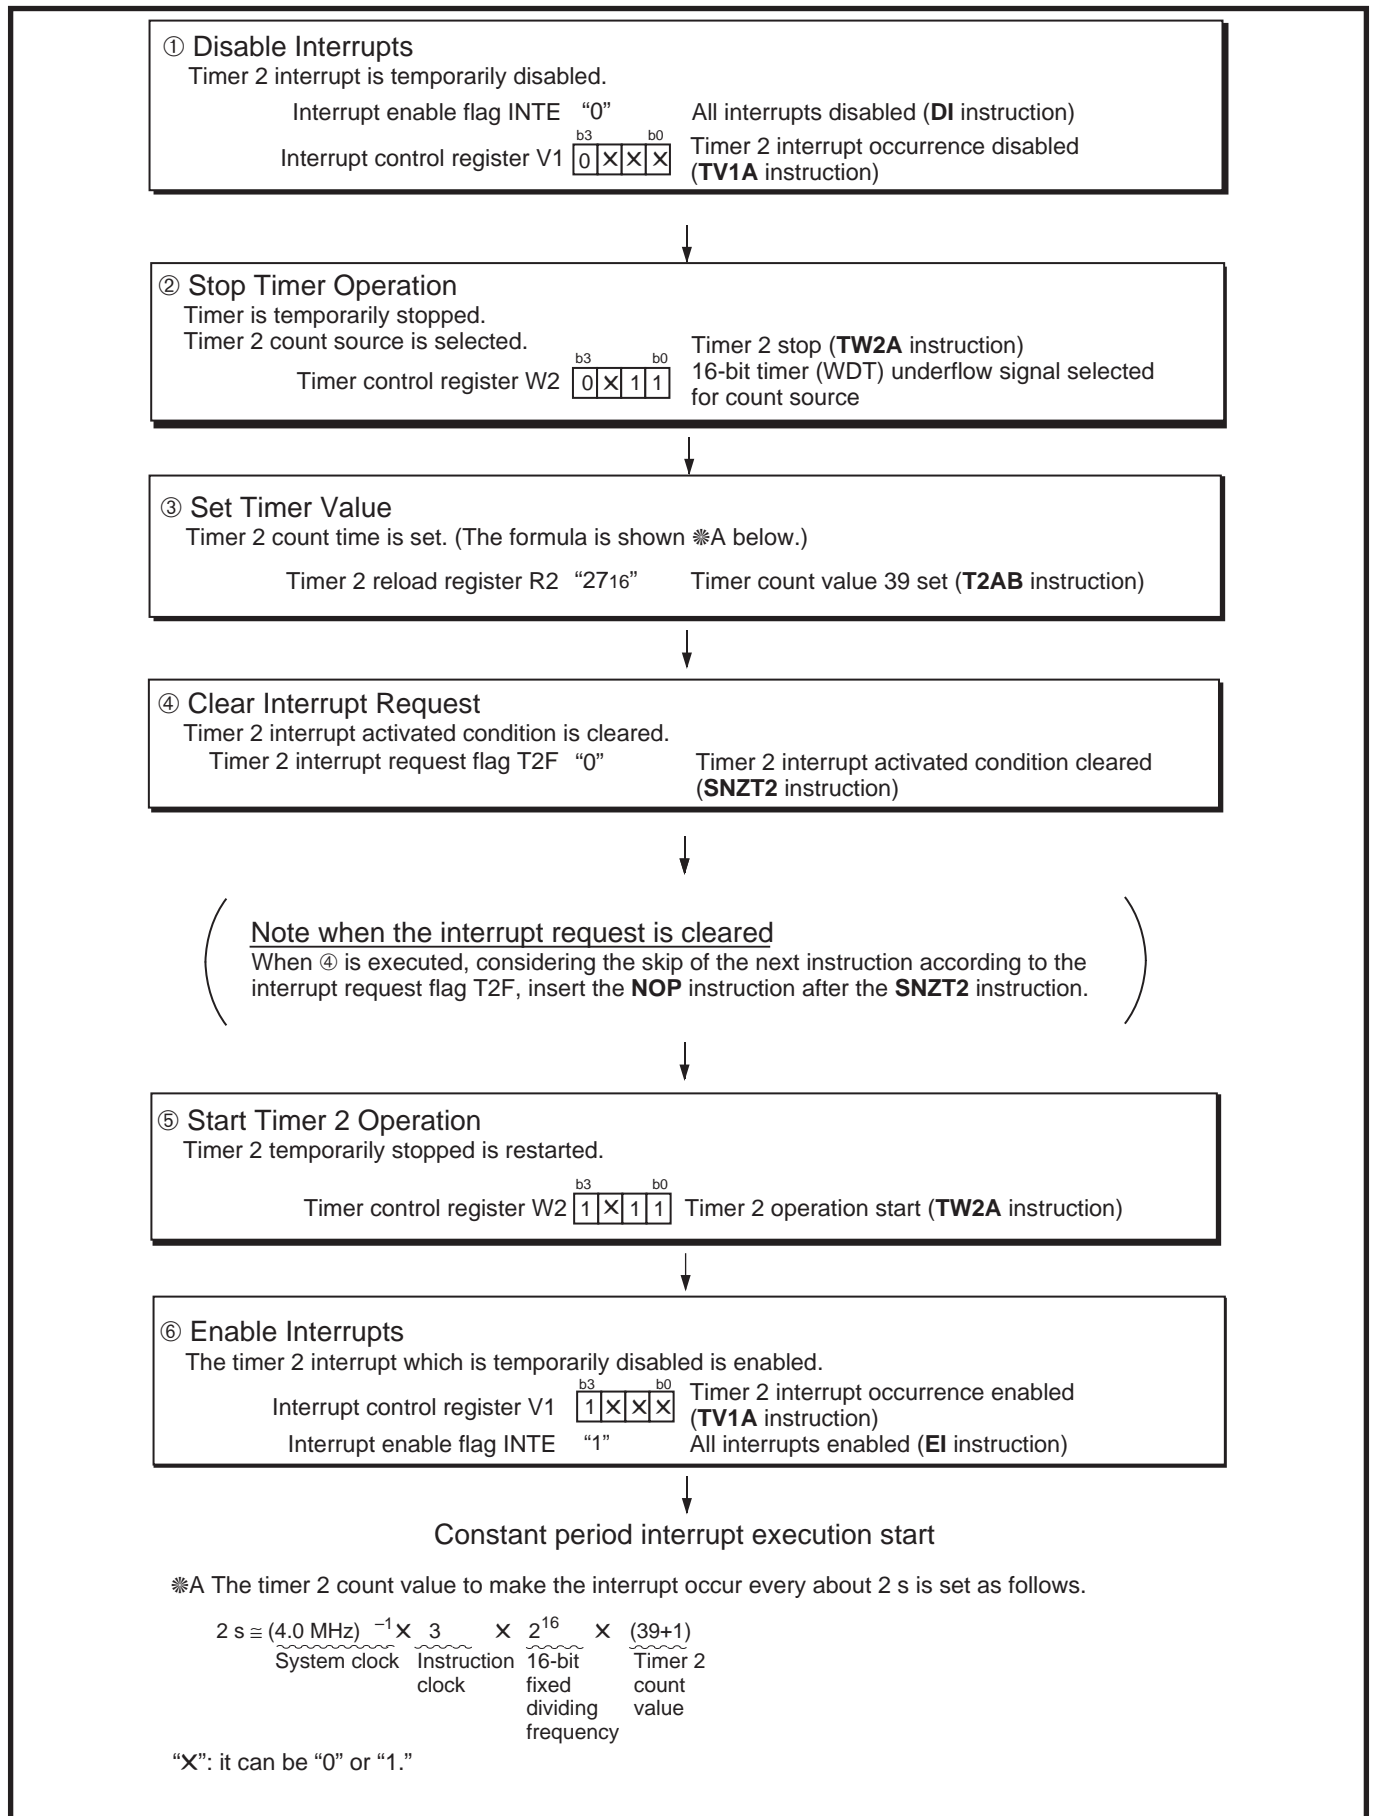 ① Disable Interrupts
Timer 2 interrupt is temporarily disabled.
Interrupt enable flag INTE “0” All interrupts disabled (DI instruction)
b3 b0
Interrupt control register V1 0 ✕ ✕ ✕ Timer 2 interrupt occurrence disabled
(TV1A instruction)
② Stop Timer Operation
Timer is temporarily stopped.
Timer 2 count source is selected.
Timer 2 stop (TW2A instruction)
b3 b0
Timer control register W2 0 ✕ 1 1 16-bit timer (WDT) underflow signal selected
for count source
③ Set Timer Value
Timer 2 count time is set. (The formula is shown ❊A below.)
Timer 2 reload register R2 “2716” Timer count value 39 set (T2AB instruction)
④ Clear Interrupt Request
Timer 2 interrupt activated condition is cleared.
Timer 2 interrupt request flag T2F “0” Timer 2 interrupt activated condition cleared
(SNZT2 instruction)
Note when the interrupt request is cleared
When ④ is executed, considering the skip of the next instruction according to the
interrupt request flag T2F, insert the NOP instruction after the SNZT2 instruction.
⑤ Start Timer 2 Operation
Timer 2 temporarily stopped is restarted.
b3 b0
Timer control register W2 1 ✕ 1 1 Timer 2 operation start (TW2A instruction)
⑥ Enable Interrupts
The timer 2 interrupt which is temporarily disabled is enabled.
b3 b0
Interrupt control register V1 1 ✕ ✕ ✕ Timer 2 interrupt occurrence enabled
(TV1A instruction)
Interrupt enable flag INTE “1” All interrupts enabled (EI instruction)
Constant period interrupt execution start
❊A The timer 2 count value to make the interrupt occur every about 2 s is set as follows.
2 s ≅ (4.0 MHz) –1 ✕ 3 ✕ 2^16 ✕ (39+1)
System clock Instruction 16-bit Timer 2
clock fixed count
dividing value
frequency
“✕”: it can be “0” or “1.”